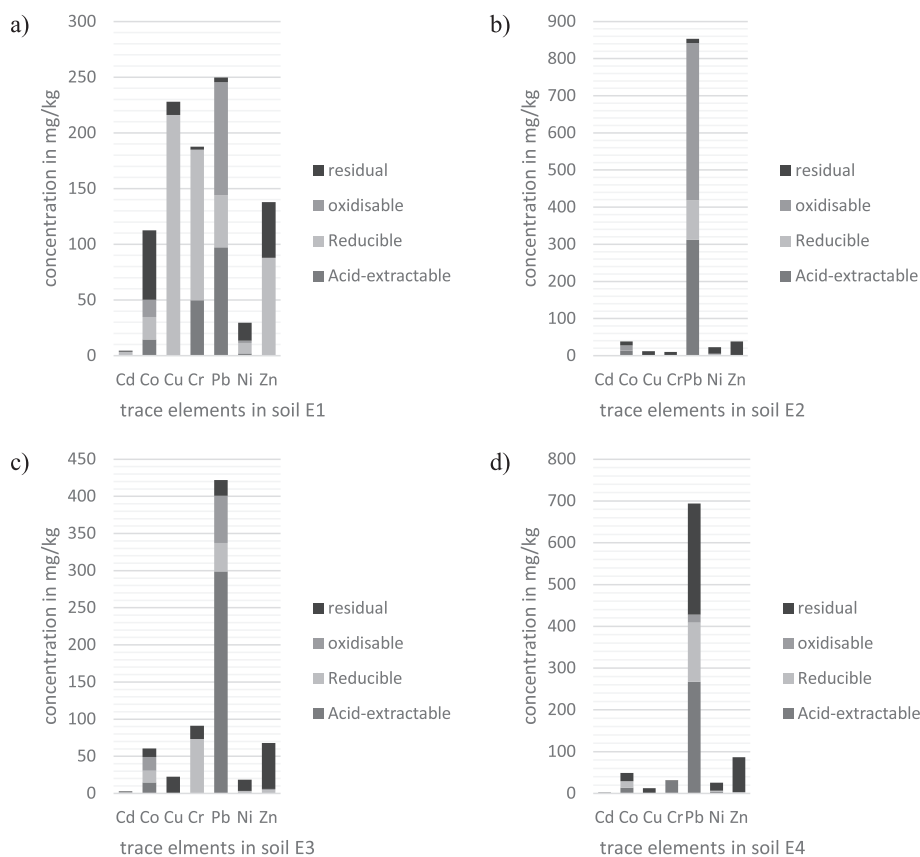 a)
300
250
200
150
100
50
0
concentration in mg/kg
Cd Co Cu Cr Pb Ni Zn
trace elements in soil E1
residual
oxidisable
Reducible
Acid-extractable
b)
900
800
700
600
500
400
300
200
100
0
concentration in mg/kg
Cd Co Cu CrPb Ni Zn
trace elements in soil E2
residual
oxidisable
Reducible
Acid-extractable
c)
450
400
350
300
250
200
150
100
50
0
concentration in mg/kg
Cd Co Cu Cr Pb Ni Zn
trace elments in soil E3
residual
oxidisable
Reducible
Acid-extractable
d)
800
700
600
500
400
300
200
100
0
concentration in mg/kg
Cd Co Cu CrPb Ni Zn
trace elements in soil E4
residual
oxidisable
Reducible
Acid-extractable